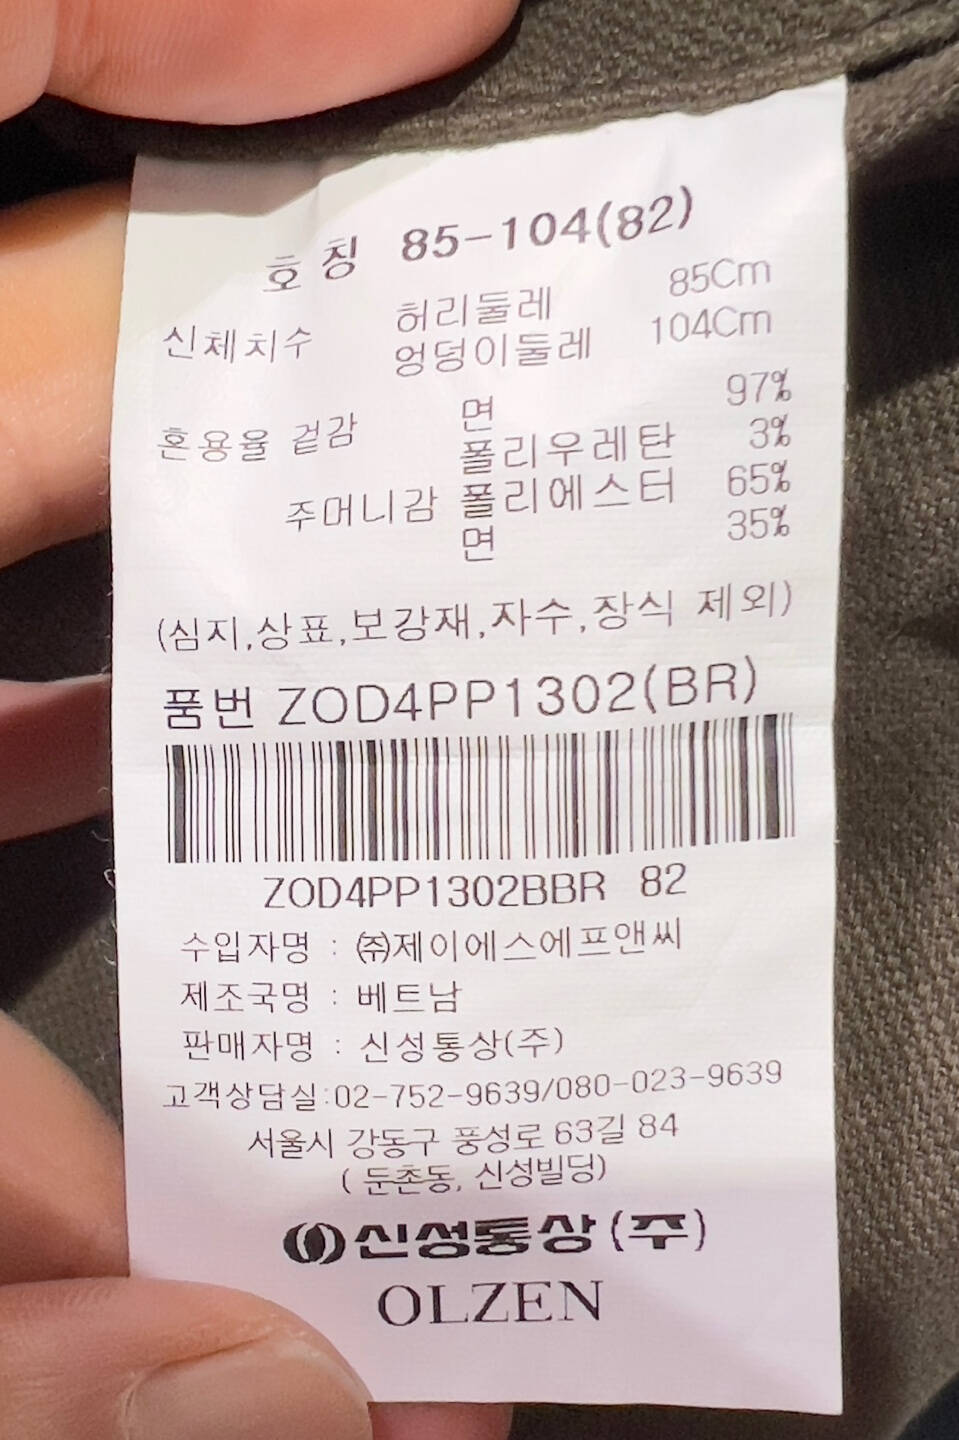 호 칭 85-104(82)
신체치수 허리둘레 85Cm
엉덩이둘레 104Cm
혼용율 겉감 면 97%
폴리우레탄 3%
주머니감 폴리에스터 65%
면 35%
(심지,상표,보강재,자수,장식 제외)
품번 ZOD4PP1302(BR)
ZOD4PP1302BBR 82
수입자명 : ㈜제이에스에프앤씨
제조국명 : 베트남
판매자명 : 신성통상(주)
고객상담실:02-752-9639/080-023-9639
서울시 강동구 풍성로 63길 84
( 둔촌동, 신성빌딩)
신성통상(주)
OLZEN